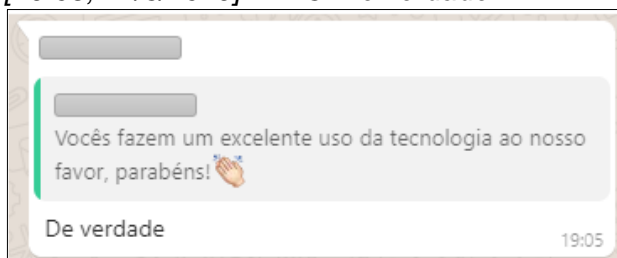 Vocês fazem um excelente uso da tecnologia ao nosso
favor, parabéns!👏
De verdade
19:05